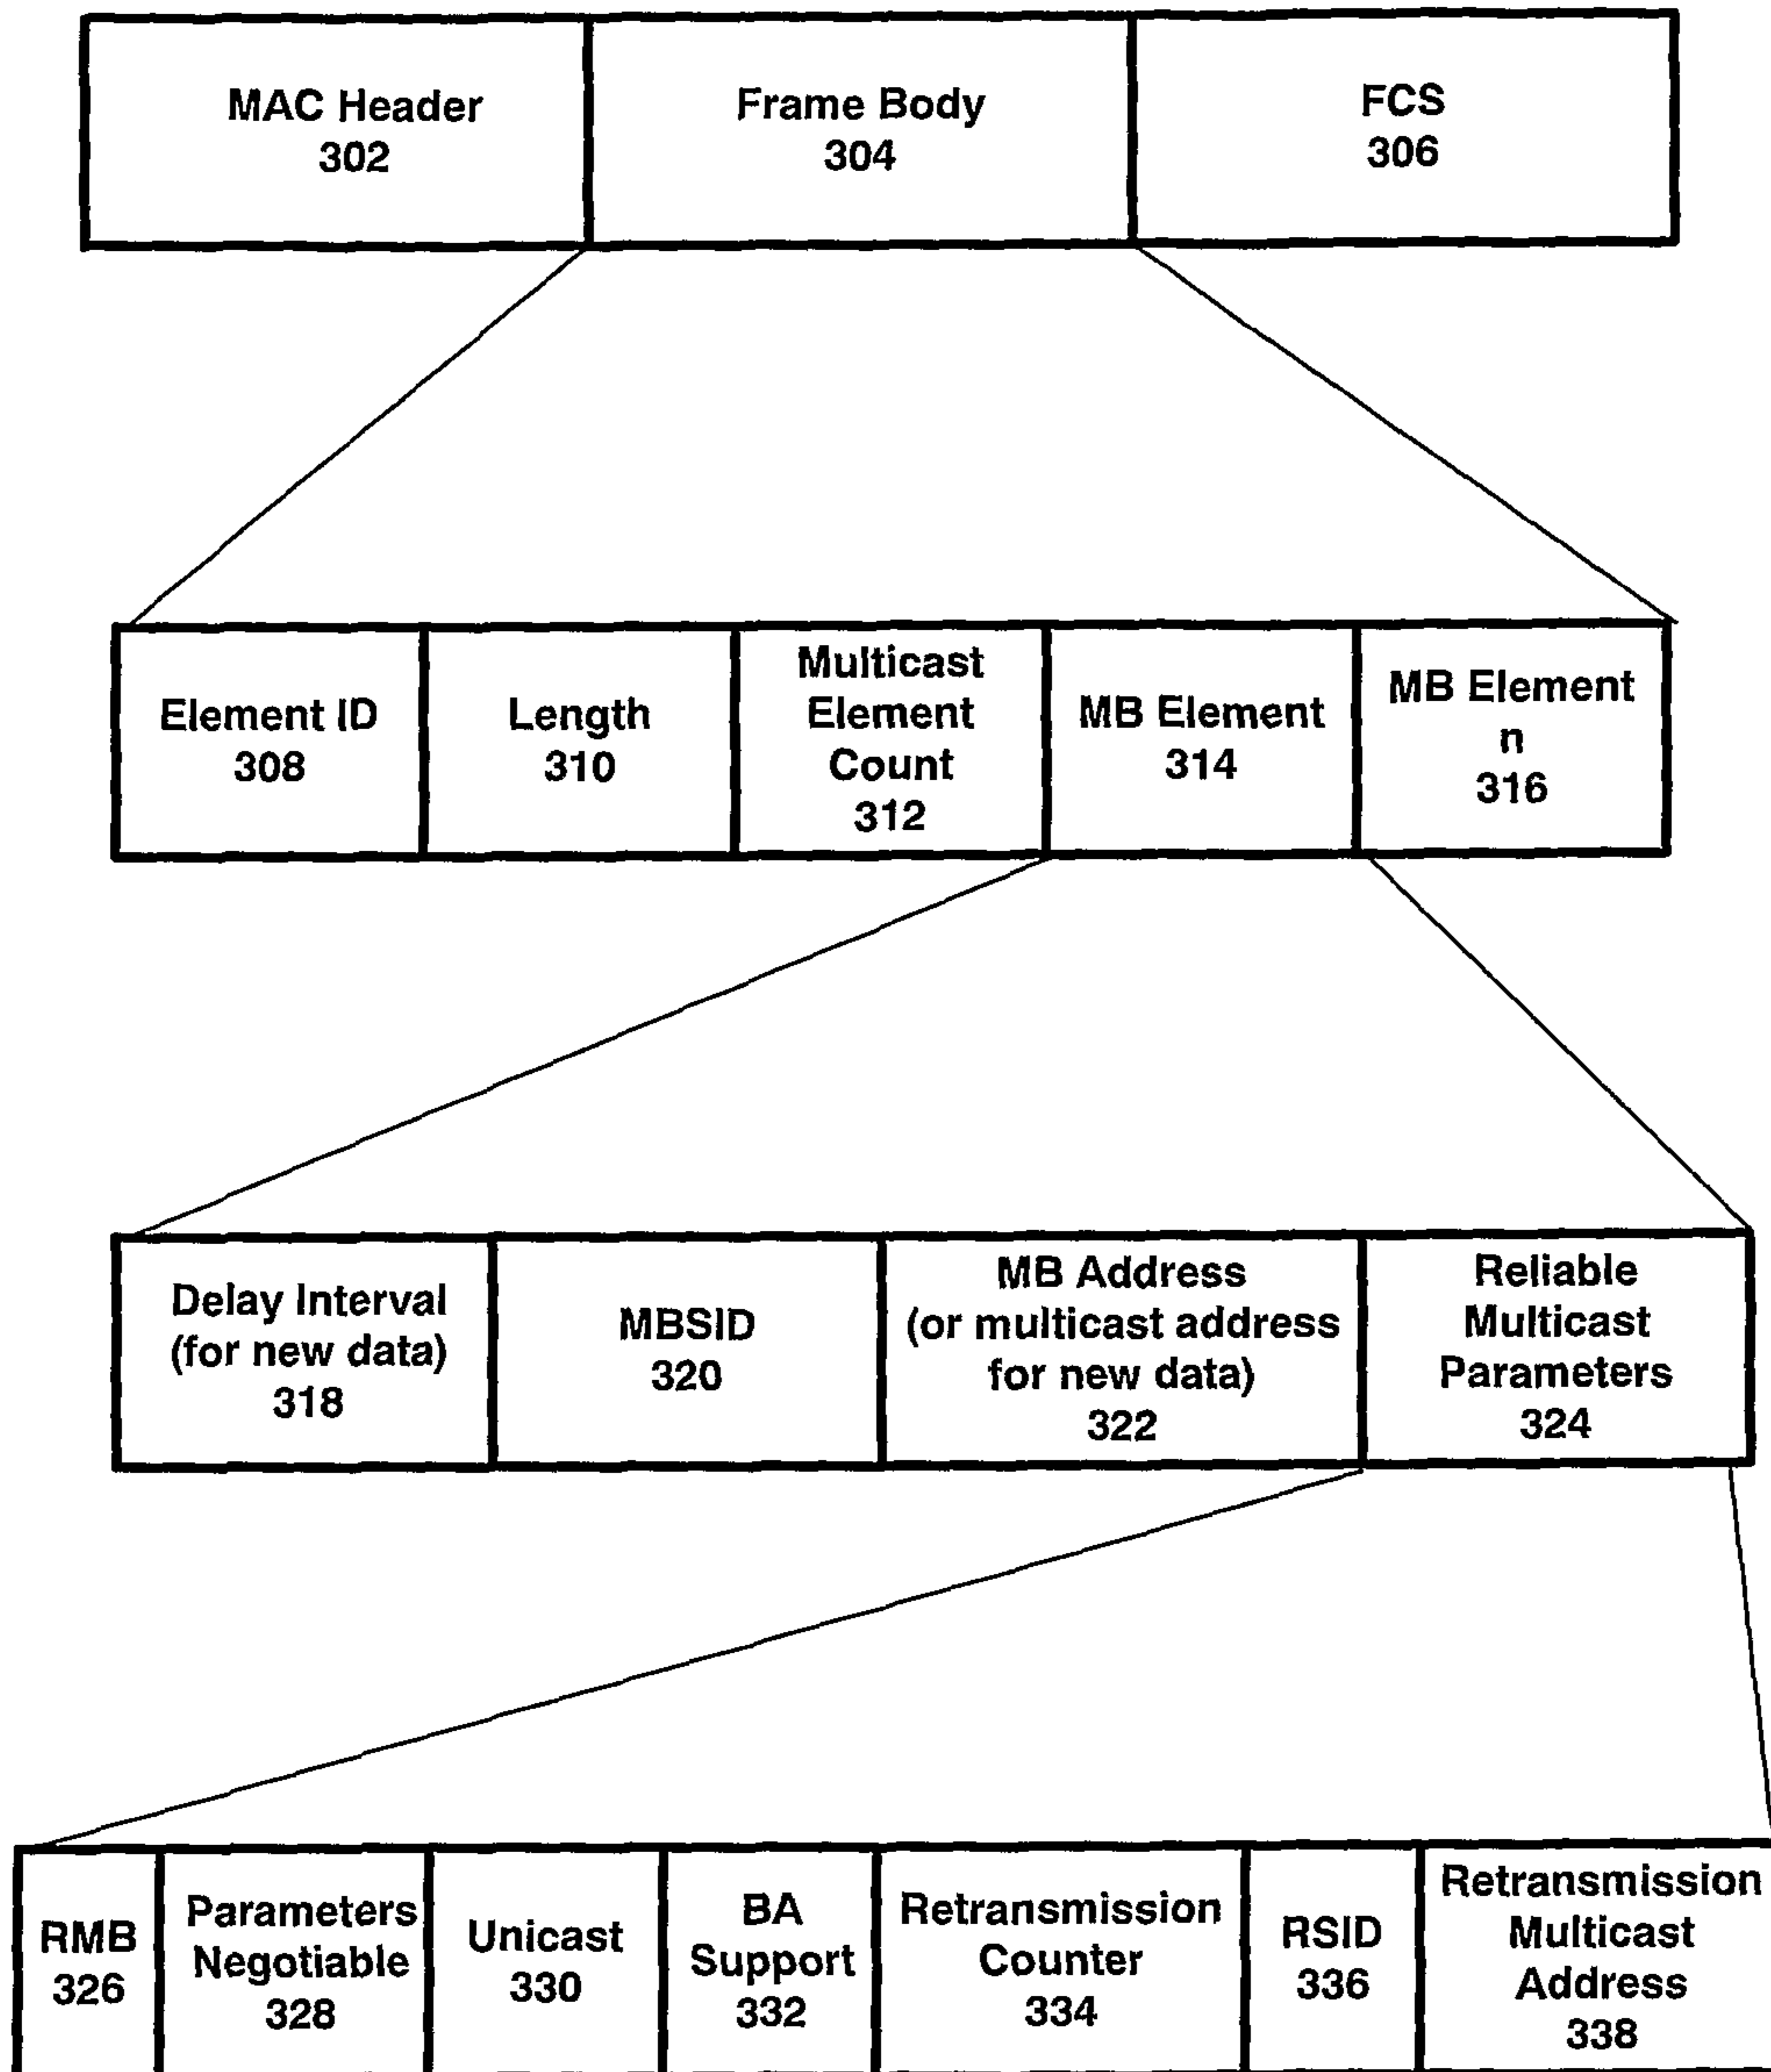 MAC Header
302
Frame Body
304
FCS
306
Element ID
308
Length
310
Multicast
Element
Count
312
MB Element
314
MB Element
n
316
Delay Interval
(for new data)
318
MBSID
320
MB Address
(or multicast address
for new data)
322
Reliable
Multicast
Parameters
324
RMB
326
Parameters
Negotiable
328
Unicast
330
BA
Support
332
Retransmission
Counter
334
RSID
336
Retransmission
Multicast
Address
338